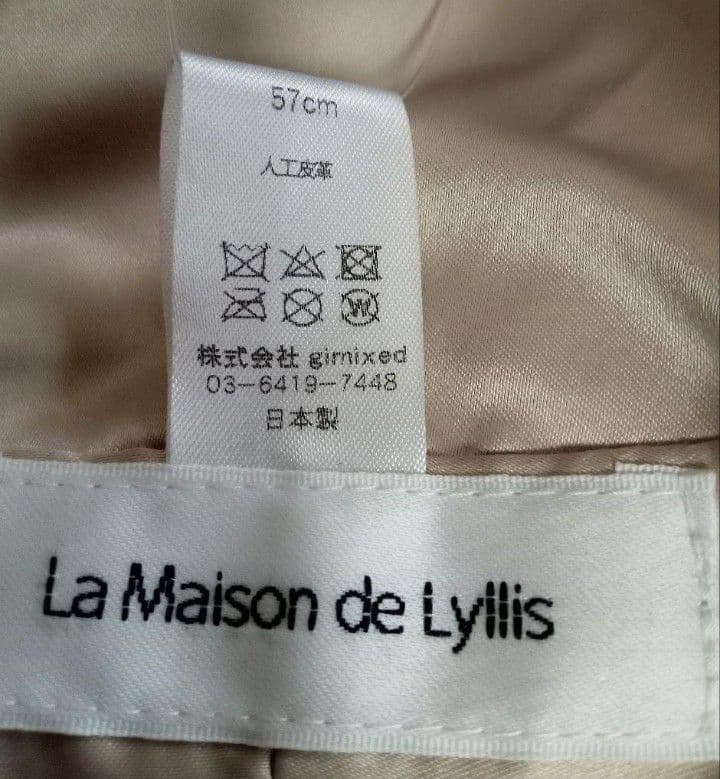 57cm
人工皮革
W
株式会社 gimixed
03-6419-7448
日本製
La Maison de Lyllis